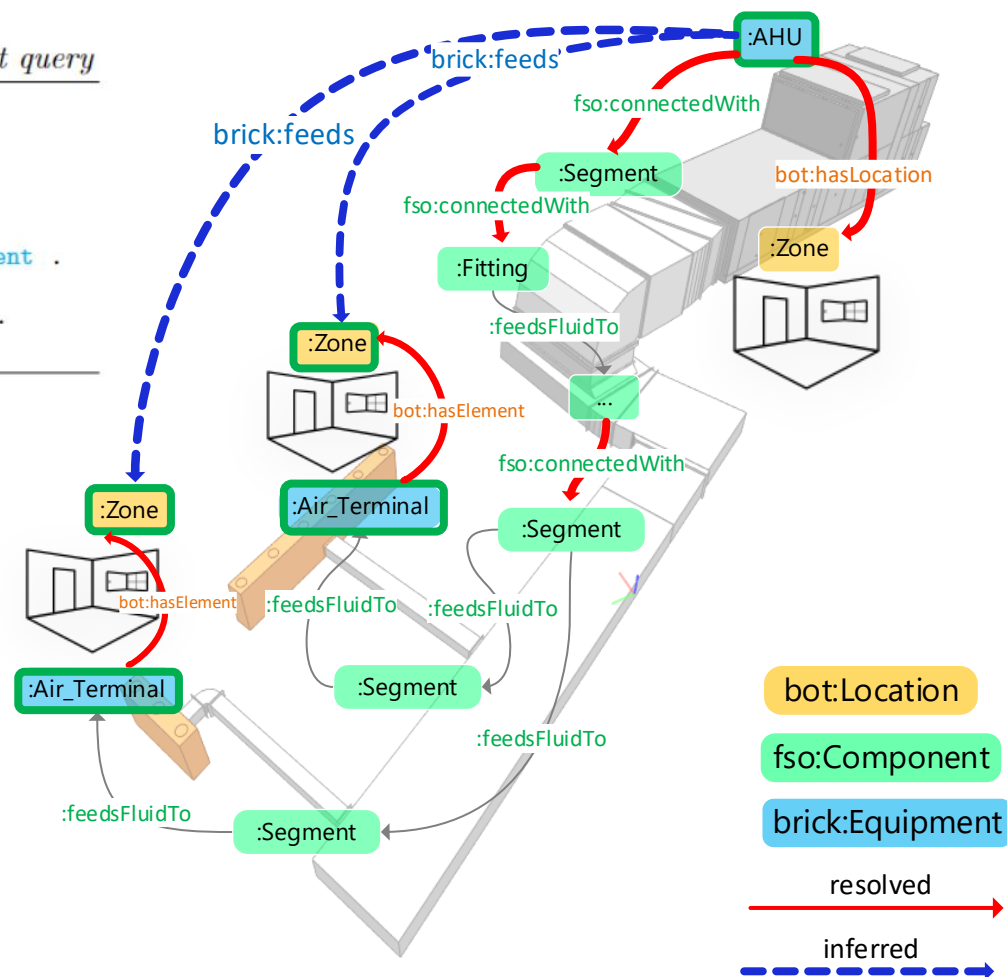 t query
:AHU
brick:feeds
fso:connectedWith
brick:feeds
:Segment
bot:hasLocation
fso:connectedWith
:Zone
:Fitting
ent .
.
:feedsFluidTo
:Zone
...
bot:hasElement
fso:connectedWith
:Zone
:Air_Terminal
:Segment
bot:hasElement
:feedsFluidTo
:feedsFluidTo
:Air_Terminal
:Segment
bot:Location
:feedsFluidTo
fso:Component
:feedsFluidTo
:Segment
brick:Equipment
resolved
inferred